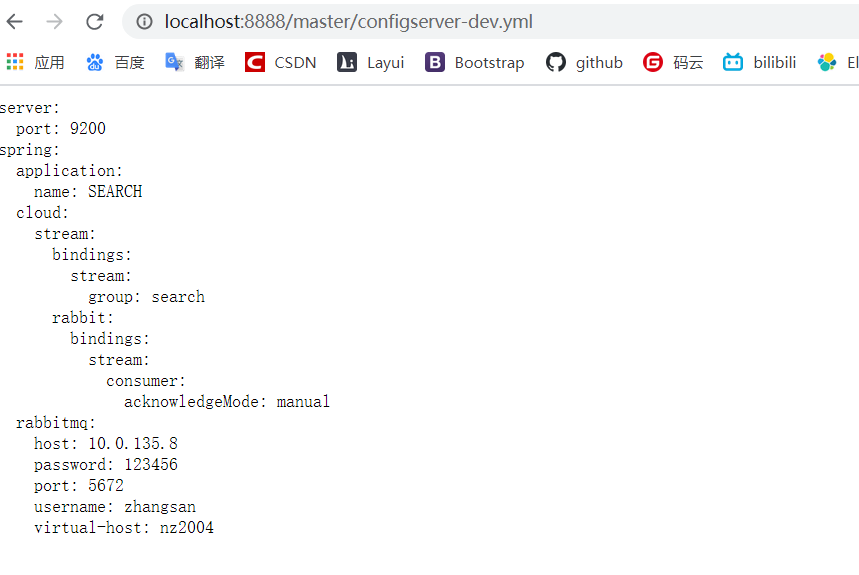 localhost:8888/master/configserver-dev.yml
应用 百度 翻译 CSDN Layui Bootstrap github 码云 bilibili El
server:
  port: 9200
spring:
  application:
    name: SEARCH
  cloud:
    stream:
      bindings:
        stream:
          group: search
      rabbit:
        bindings:
          stream:
            consumer:
              acknowledgeMode: manual
  rabbitmq:
    host: 10.0.135.8
    password: 123456
    port: 5672
    username: zhangsan
    virtual-host: nz2004